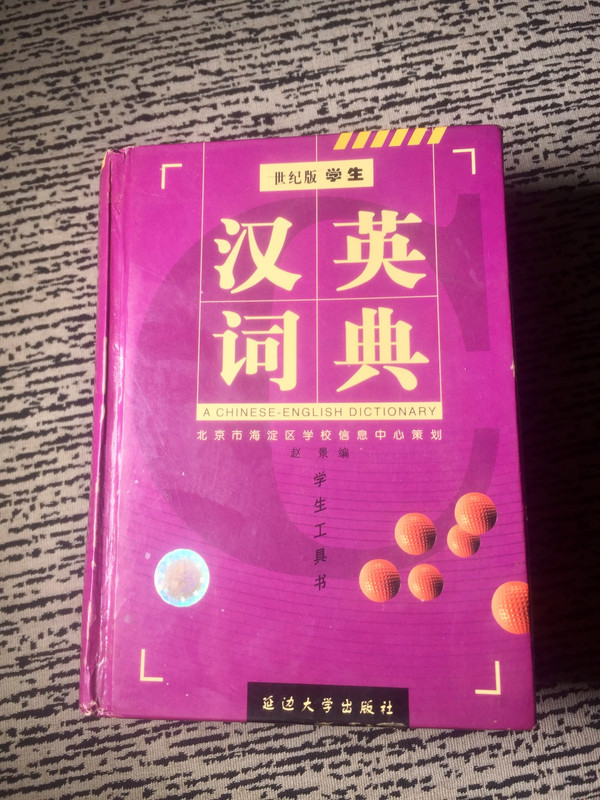 世纪版 学生
汉英
词典
A CHINESE-ENGLISH DICTIONARY
北京市海淀区学校信息中心策划
赵 景 编
学生工具书
延边大学出版社